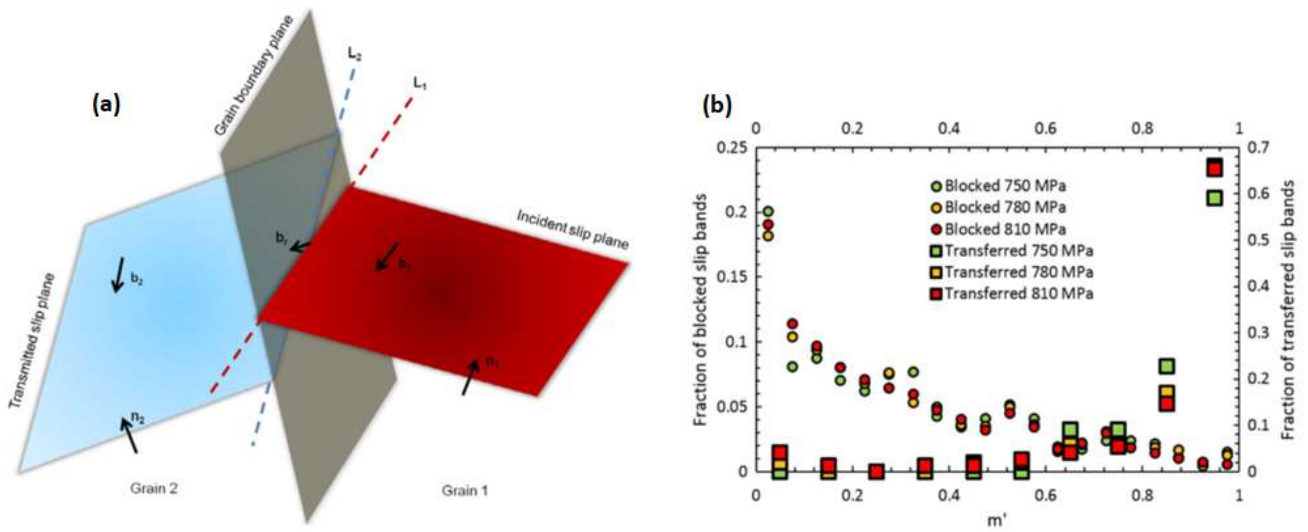 (a)
Grain boundary plane
L₂
L₁
Incident slip plane
b₁
b₁
b₂
Transmitted slip plane
n₁
n₂
Grain 2
Grain 1
(b)
0 0.2 0.4 0.6 0.8 1
0.25 0.7
0.2 0.6
0.15 0.5
0.1 0.4
0.05 0.3
0 0.2
0.1
0
Fraction of blocked slip bands
Blocked 750 MPa
Blocked 780 MPa
Blocked 810 MPa
Transferred 750 MPa
Transferred 780 MPa
Transferred 810 MPa
Fraction of transferred slip bands
0 0.2 0.4 0.6 0.8 1
m'